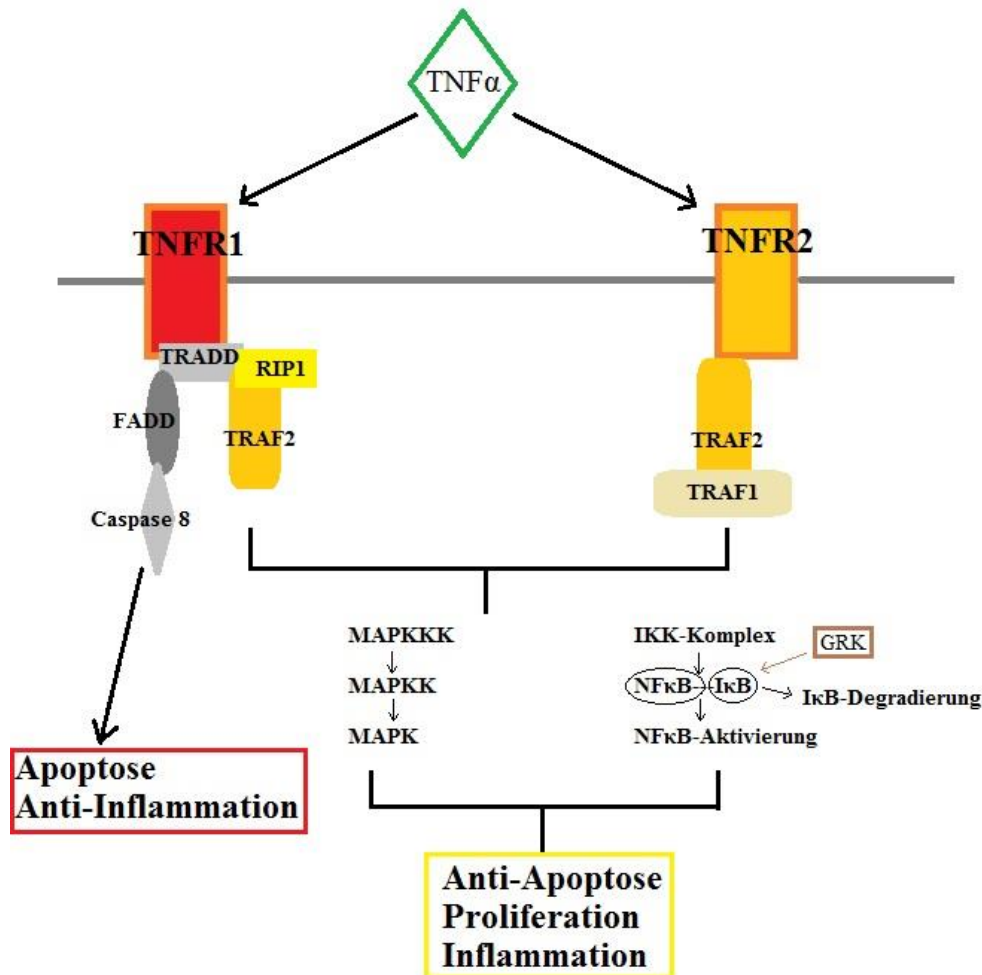 TNFα
TNFR1
TNFR2
TRADD
RIP1
FADD
TRAF2
TRAF2
TRAF1
Caspase 8
MAPKKK
MAPKK
MAPK
IKK-Komplex
GRK
NFκB---IκB
IκB-Degradierung
NFκB-Aktivierung
Apoptose
Anti-Inflammation
Anti-Apoptose
Proliferation
Inflammation